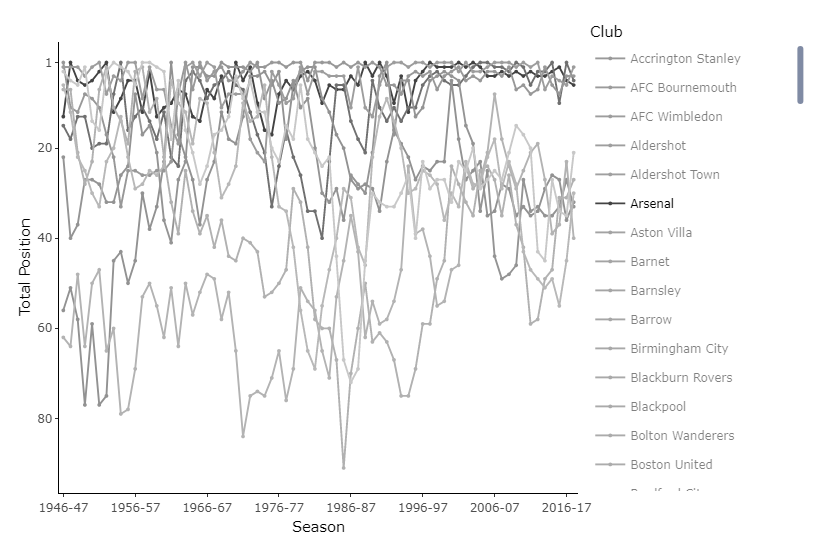 Club
Accrington Stanley
AFC Bournemouth
AFC Wimbledon
Aldershot
Aldershot Town
Arsenal
Aston Villa
Barnet
Barnsley
Barrow
Birmingham City
Blackburn Rovers
Blackpool
Bolton Wanderers
Boston United
Total Position
1
20
40
60
80
1946-47 1956-57 1966-67 1976-77 1986-87 1996-97 2006-07 2016-17
Season